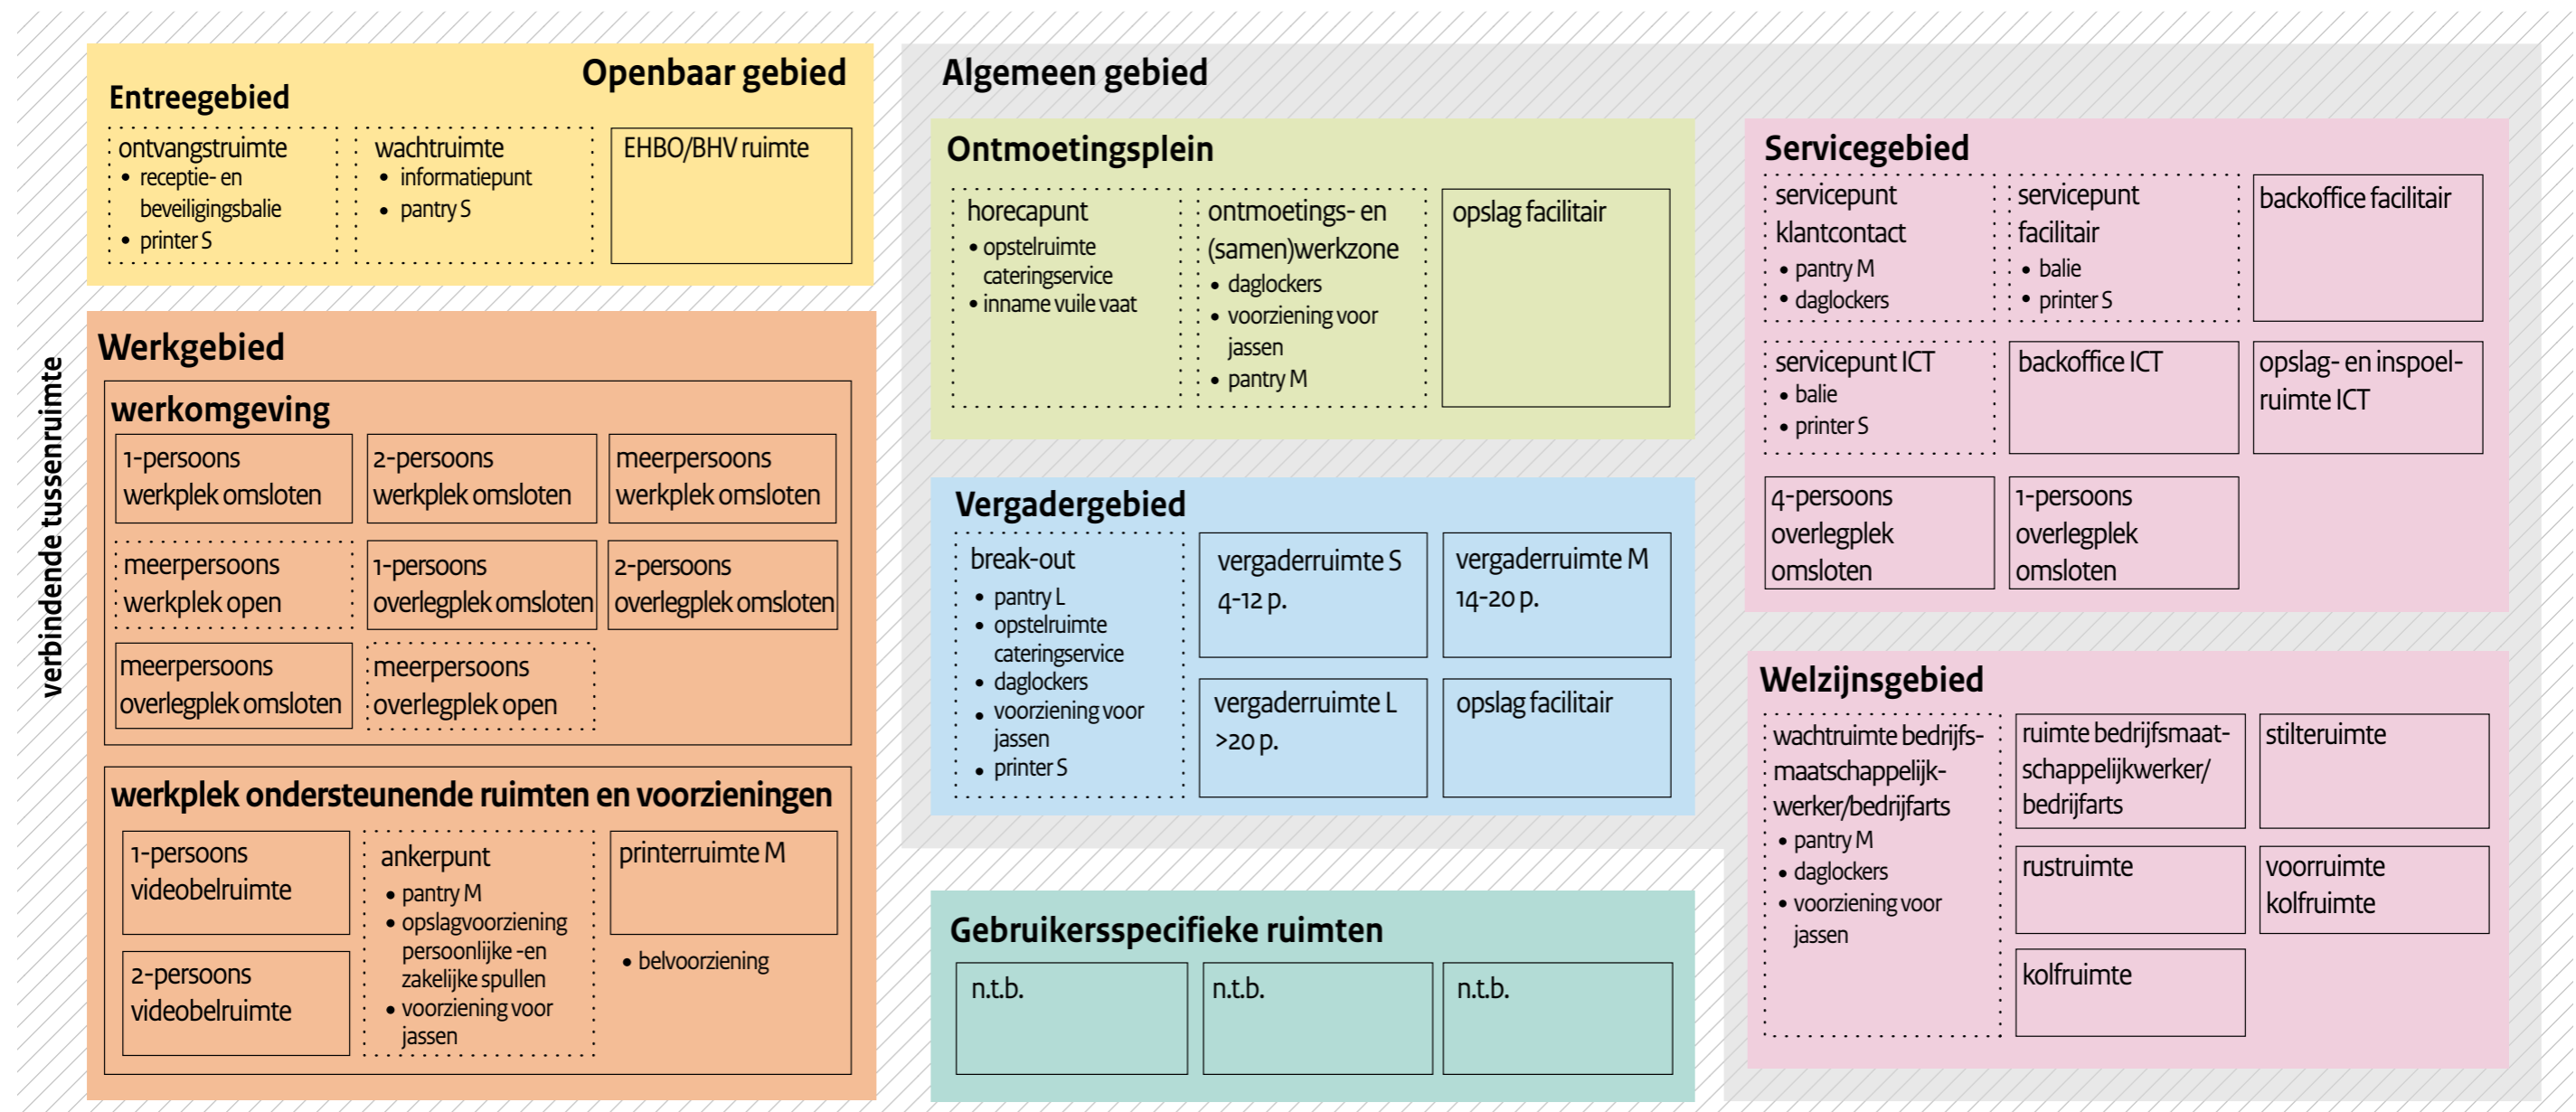 verbindende tussenruimte
Openbaar gebied
Entreegebied
ontvangstruimte
• receptie- en
beveiligingsbalie
• printer S
wachtruimte
• informatiepunt
• pantry S
EHBO/BHV ruimte
Werkgebied
werkomgeving
1-persoons
werkplek omsloten
2-persoons
werkplek omsloten
meerpersoons
werkplek omsloten
meerpersoons
werkplek open
1-persoons
overlegplek omsloten
2-persoons
overlegplek omsloten
meerpersoons
overlegplek omsloten
meerpersoons
overlegplek open
werkplek ondersteunende ruimten en voorzieningen
1-persoons
videobelruimte
2-persoons
videobelruimte
ankerpunt
• pantry M
• opslagvoorziening
persoonlijke -en
zakelijke spullen
• voorziening voor
jassen
printerruimte M
• belvoorziening
Algemeen gebied
Ontmoetingsplein
horecapunt
• opstelruimte
cateringservice
• inname vuile vaat
ontmoetings- en
(samen)werkzone
• daglockers
• voorziening voor
jassen
• pantry M
opslag facilitair
Vergadergebied
break-out
• pantry L
• opstelruimte
cateringservice
• daglockers
• voorziening voor
jassen
• printer S
vergaderruimte S
4-12 p.
vergaderruimte M
14-20 p.
vergaderruimte L
>20 p.
opslag facilitair
Gebruikersspecifieke ruimten
n.t.b.
n.t.b.
n.t.b.
Servicegebied
servicepunt
klantcontact
• pantry M
• daglockers
servicepunt
facilitair
• balie
• printer S
backoffice facilitair
servicepunt ICT
• balie
• printer S
backoffice ICT
opslag- en inspoel-
ruimte ICT
4-persoons
overlegplek
omsloten
1-persoons
overlegplek
omsloten
Welzijnsgebied
wachtruimte bedrijfs-
maatschappelijk-
werker/bedrijfarts
• pantry M
• daglockers
• voorziening voor
jassen
ruimte bedrijfsmaat-
schappelijkwerker/
bedrijfarts
stilteruimte
rustruimte
voorruimte
kolfruimte
kolfruimte